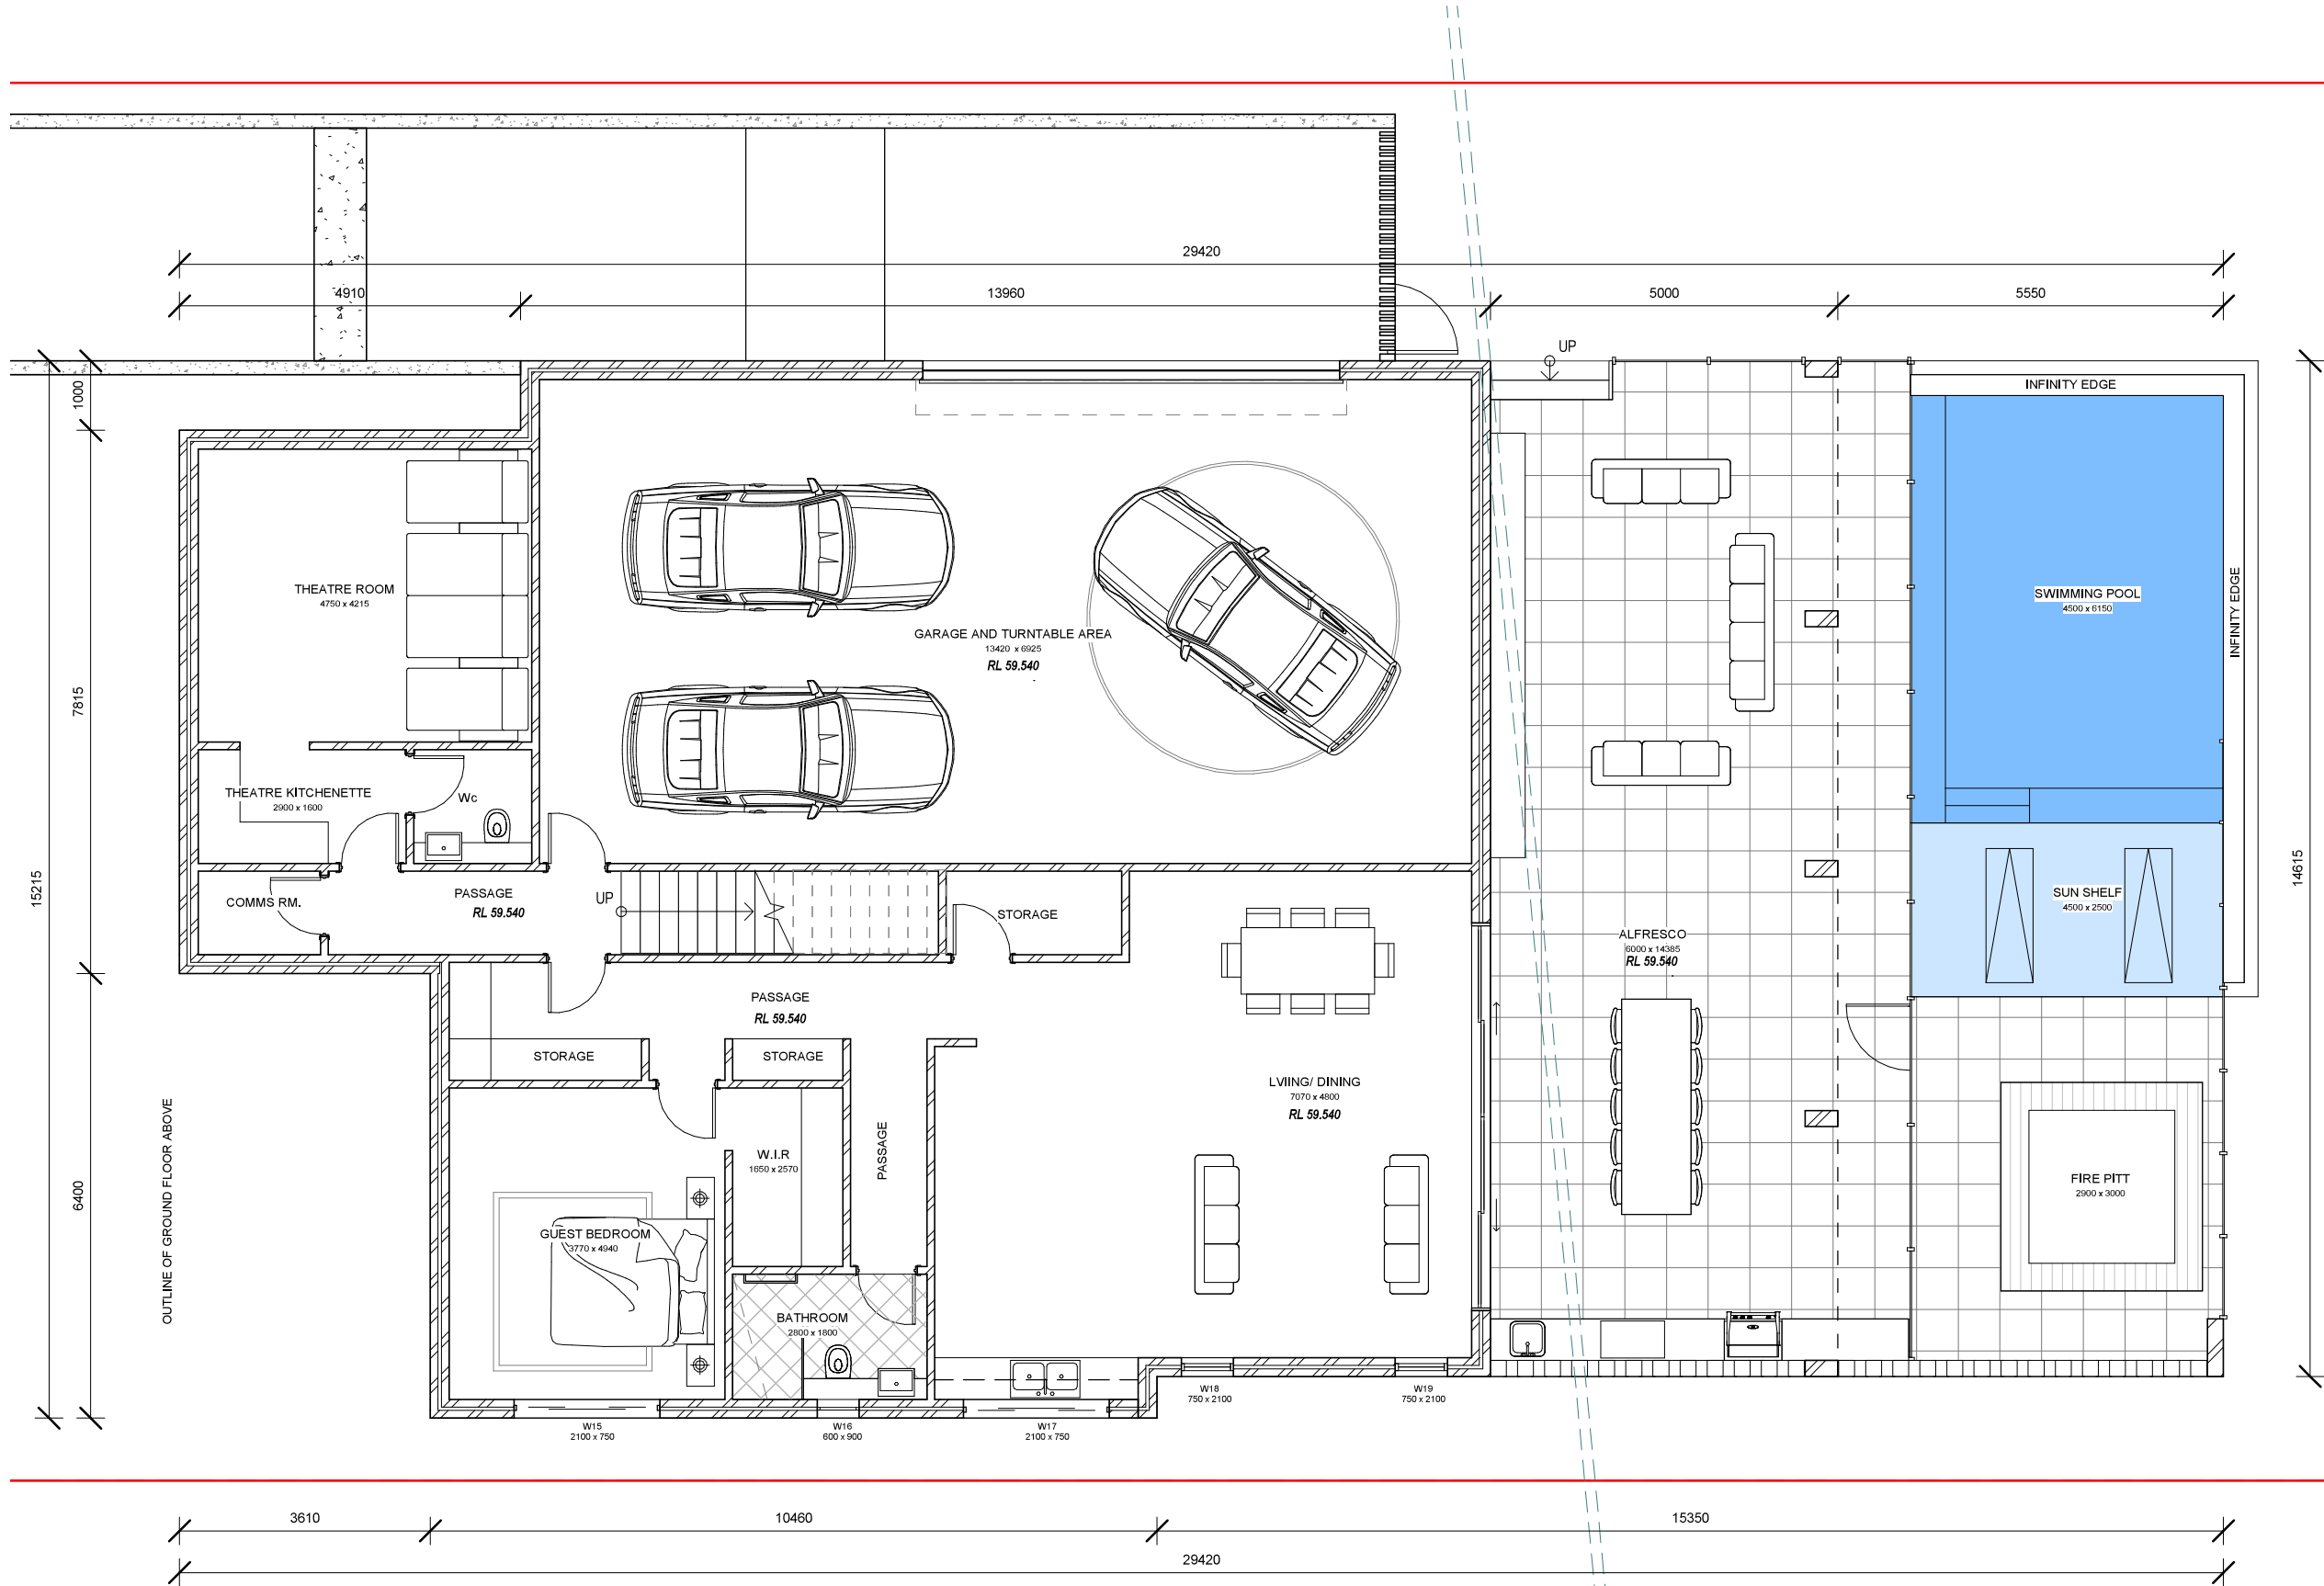 29420
4910
13960
5000
5550
UP
INFINITY EDGE
1000
7815
15215
6400
14615
THEATRE ROOM
4750 x 4215
GARAGE AND TURNTABLE AREA
13420 x 6925
RL 59.540
SWIMMING POOL
4500 x 6150
INFINITY EDGE
THEATRE KITCHENETTE
2900 x 1600
Wc
COMMS RM.
PASSAGE
RL 59.540
UP
STORAGE
SUN SHELF
4500 x 2500
ALFRESCO
6000 x 14385
RL 59.540
PASSAGE
RL 59.540
STORAGE
STORAGE
LVIING/ DINING
7070 x 4800
RL 59.540
OUTLINE OF GROUND FLOOR ABOVE
W.I.R
1650 x 2570
PASSAGE
FIRE PITT
2900 x 3000
GUEST BEDROOM
3770 x 4940
BATHROOM
2800 x 1800
W15
2100 x 750
W16
600 x 900
W17
2100 x 750
W18
750 x 2100
W19
750 x 2100
3610
10460
15350
29420